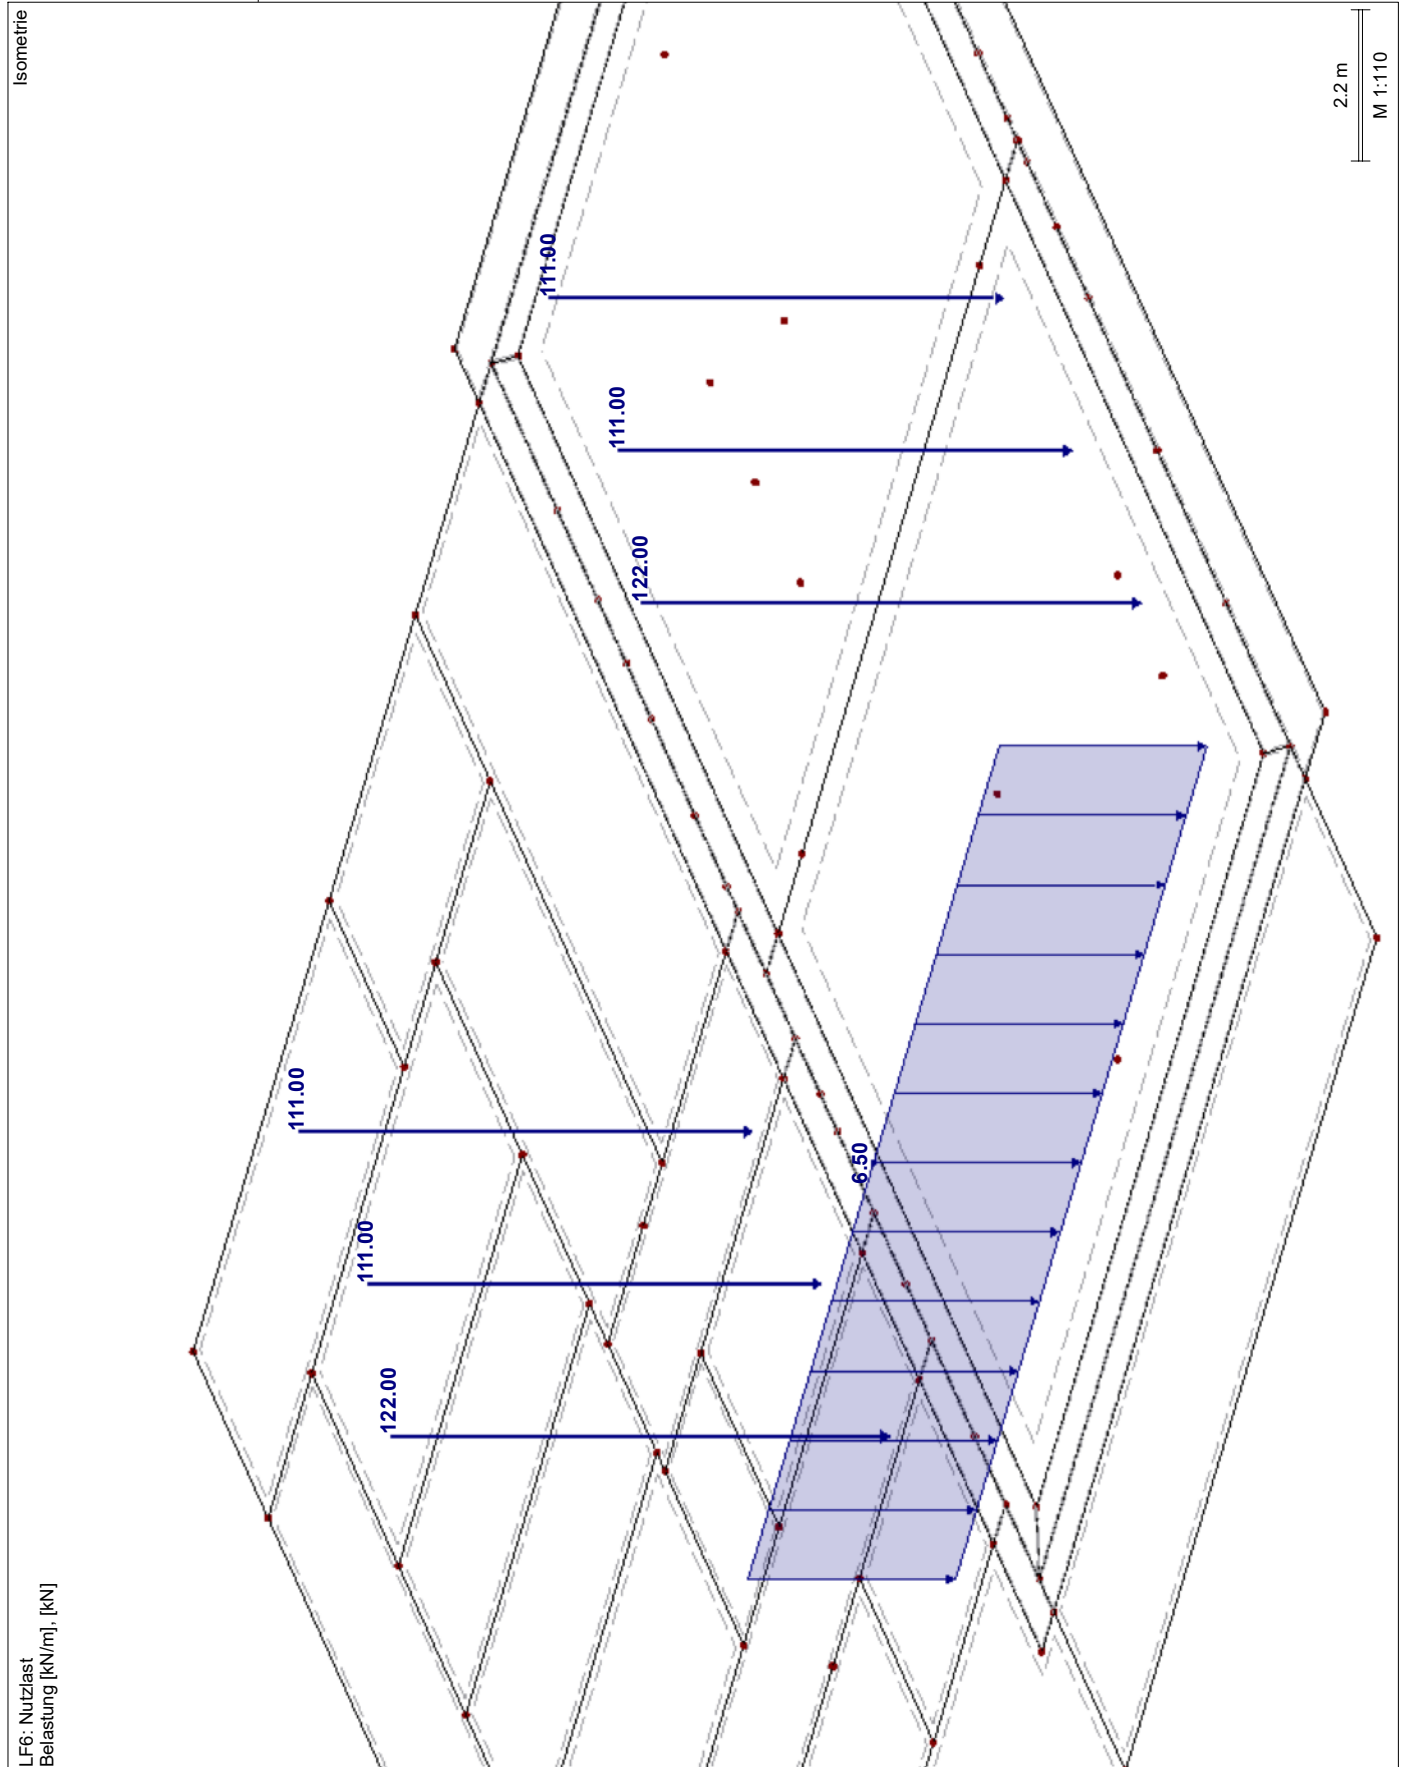 LF6: Nutzlast
Belastung [kN/m], [kN]
Isometrie
111.00
111.00
122.00
111.00
111.00
122.00
6.50
2.2 m
M 1:110